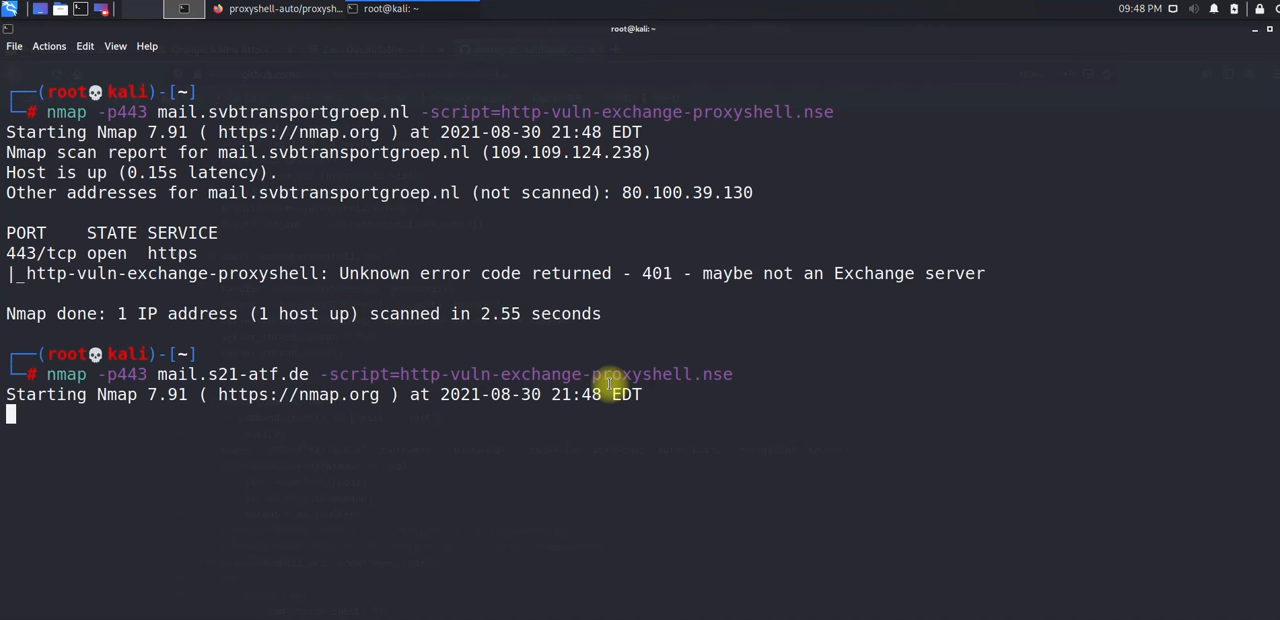 proxyshell-auto/proxysh... root@kali: ~ 09:48 PM
root@kali: ~
File Actions Edit View Help
┌──(root💀kali)-[~]
└─# nmap -p443 mail.svbtransportgroep.nl -script=http-vuln-exchange-proxyshell.nse
Starting Nmap 7.91 ( https://nmap.org ) at 2021-08-30 21:48 EDT
Nmap scan report for mail.svbtransportgroep.nl (109.109.124.238)
Host is up (0.15s latency).
Other addresses for mail.svbtransportgroep.nl (not scanned): 80.100.39.130
PORT STATE SERVICE
443/tcp open https
|_http-vuln-exchange-proxyshell: Unknown error code returned - 401 - maybe not an Exchange server
Nmap done: 1 IP address (1 host up) scanned in 2.55 seconds
┌──(root💀kali)-[~]
└─# nmap -p443 mail.s21-atf.de -script=http-vuln-exchange-proxyshell.nse
Starting Nmap 7.91 ( https://nmap.org ) at 2021-08-30 21:48 EDT